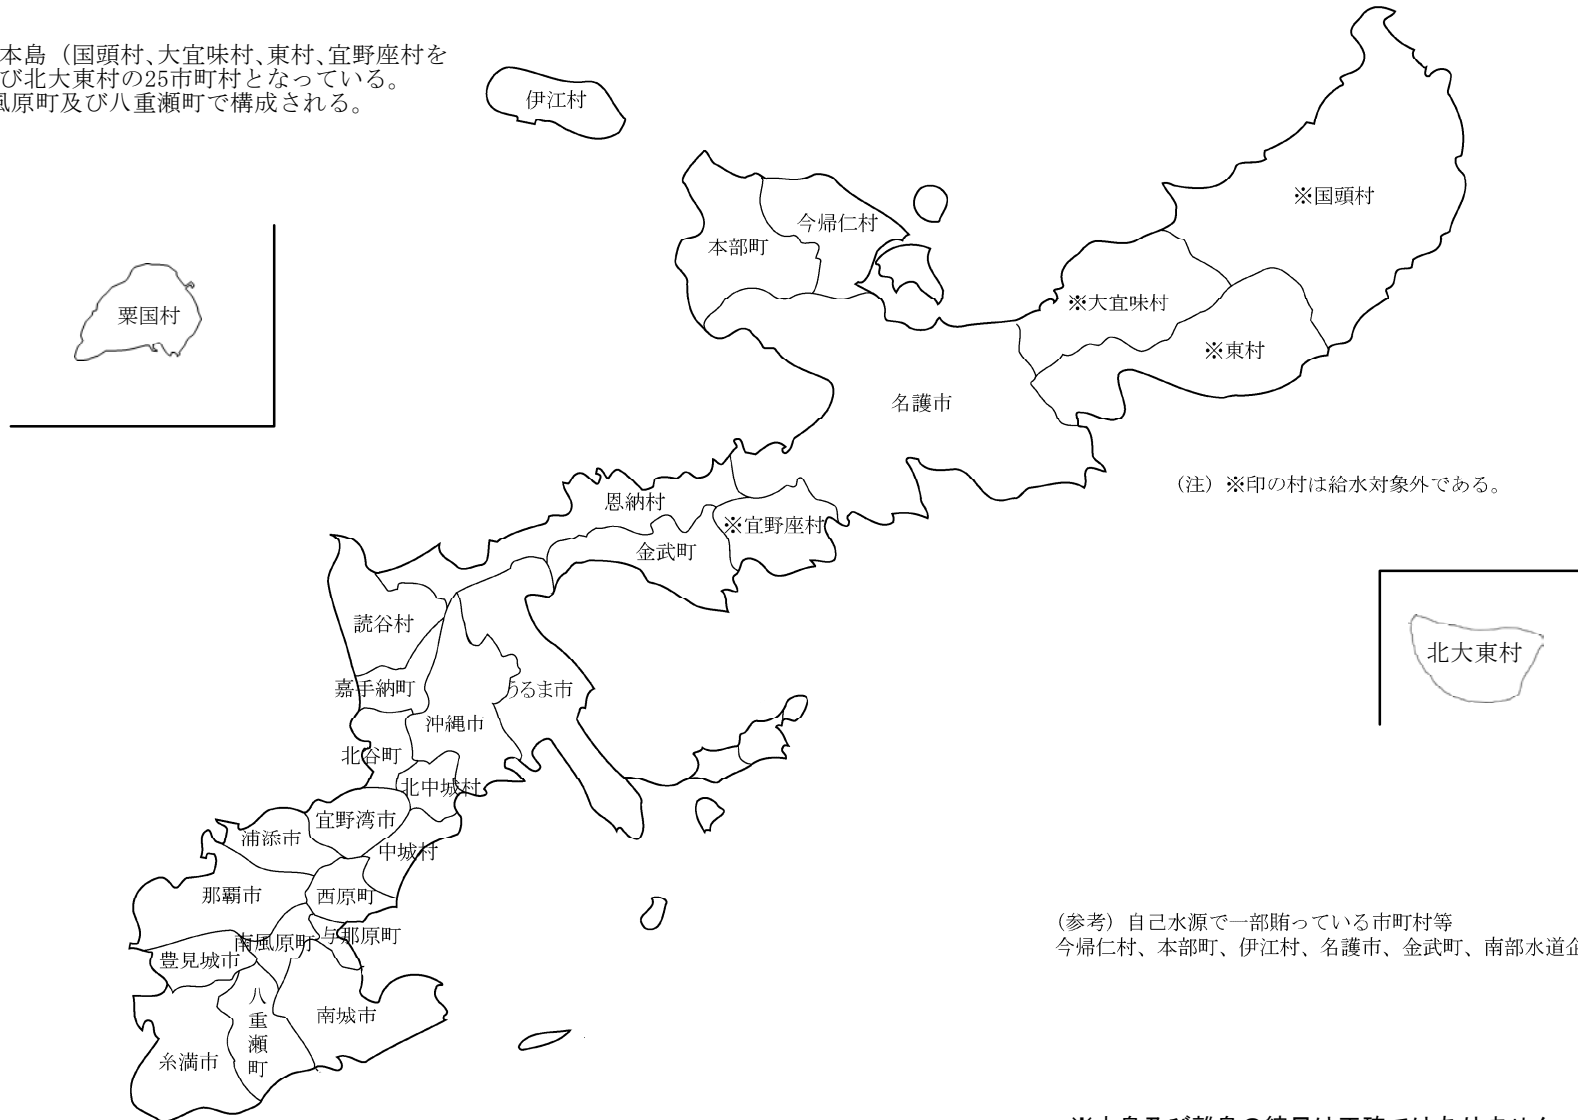 本島（国頭村、大宜味村、東村、宜野座村を
び北大東村の25市町村となっている。
風原町及び八重瀬町で構成される。
伊江村
※国頭村
今帰仁村
本部町
粟国村
※大宜味村
※東村
名護市
（注）※印の村は給水対象外である。
恩納村
※宜野座村
金武町
読谷村
北大東村
嘉手納町
うるま市
沖縄市
北谷町
北中城村
宜野湾市
浦添市
中城村
那覇市
西原町
（参考）自己水源で一部賄っている市町村等
今帰仁村、本部町、伊江村、名護市、金武町、南部水道企
与那原町
南風原町
豊見城市
八重瀬町
南城市
糸満市